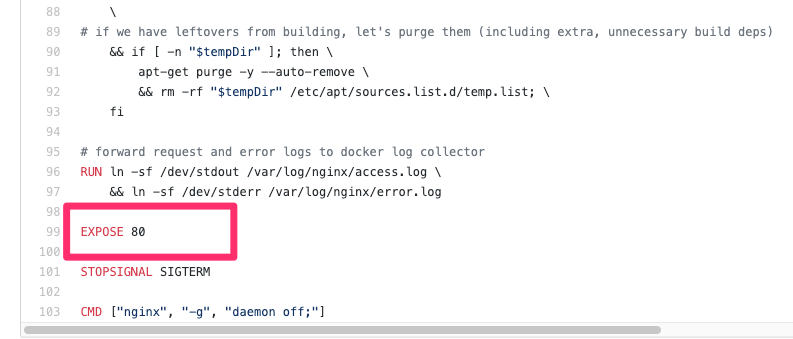 88         \
89     # if we have leftovers from building, let's purge them (including extra, unnecessary build deps)
90         && if [ -n "$tempDir" ]; then \
91             apt-get purge -y --auto-remove \
92             && rm -rf "$tempDir" /etc/apt/sources.list.d/temp.list; \
93         fi
94
95     # forward request and error logs to docker log collector
96     RUN ln -sf /dev/stdout /var/log/nginx/access.log \
97         && ln -sf /dev/stderr /var/log/nginx/error.log
98
99     EXPOSE 80
100
101    STOPSIGNAL SIGTERM
102
103    CMD ["nginx", "-g", "daemon off;"]